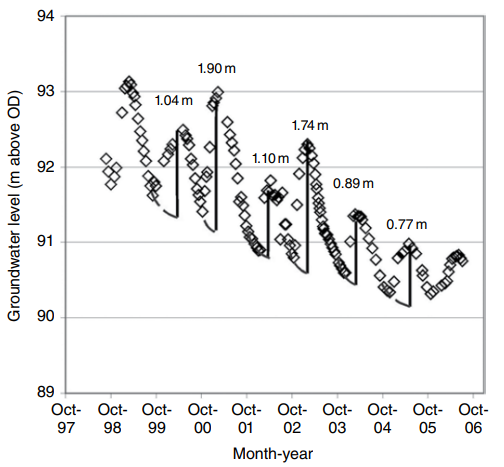 94
93
92
91
90
89
Groundwater level (m above OD)
1.04 m
1.90 m
1.10 m
1.74 m
0.89 m
0.77 m
Oct-97
Oct-98
Oct-99
Oct-00
Oct-01
Oct-02
Oct-03
Oct-04
Oct-05
Oct-06
Month-year